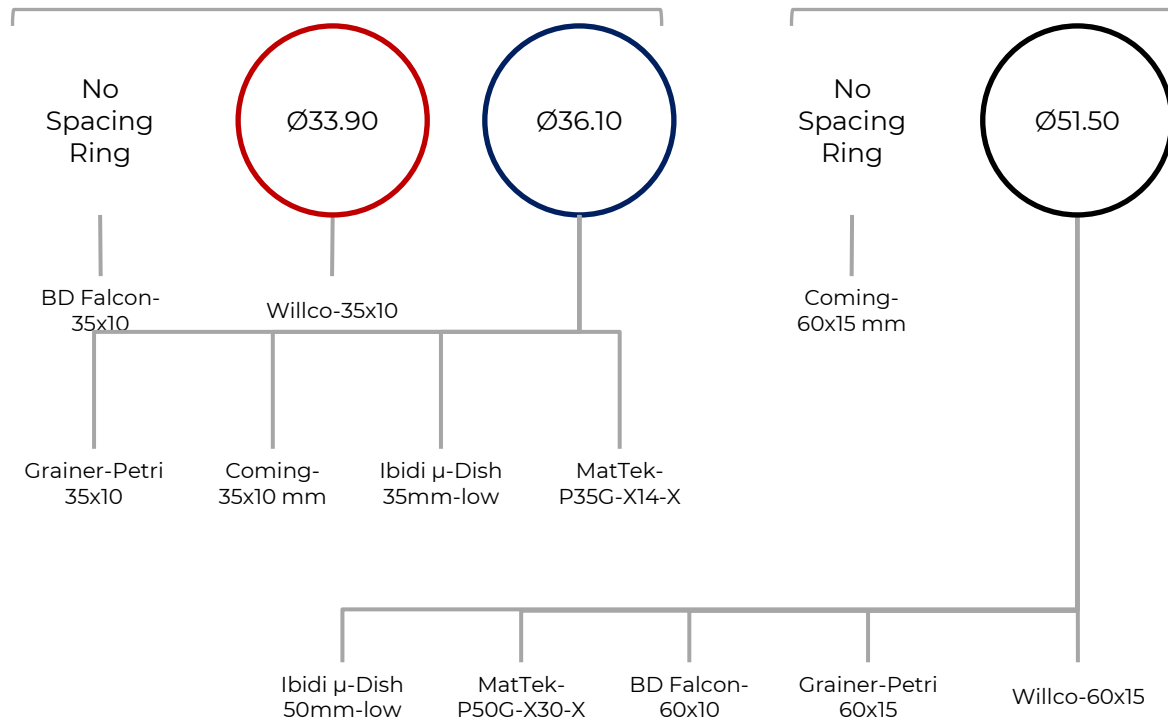 No
Spacing
Ring
Ø33.90
Ø36.10
No
Spacing
Ring
Ø51.50
BD Falcon-
35x10
Willco-35x10
Coming-
60x15 mm
Grainer-Petri
35x10
Coming-
35x10 mm
Ibidi µ-Dish
35mm-low
MatTek-
P35G-X14-X
Ibidi µ-Dish
50mm-low
MatTek-
P50G-X30-X
BD Falcon-
60x10
Grainer-Petri
60x15
Willco-60x15